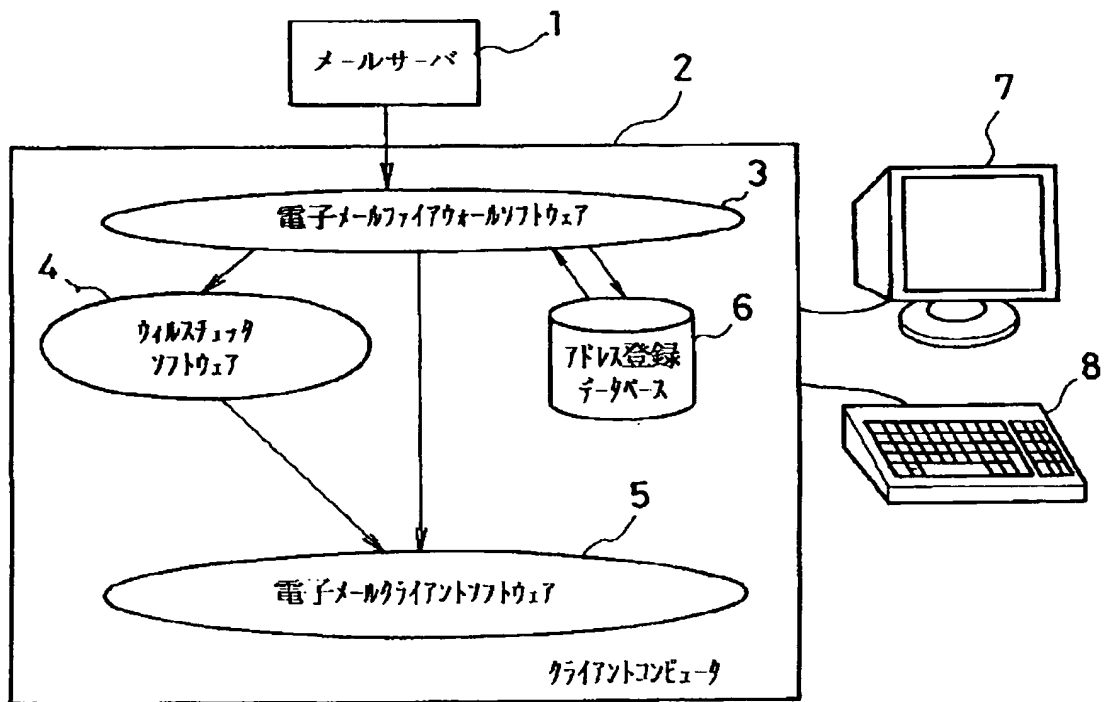 1
メールサーバ
2
7
3
電子メールファイアウォールソフトウェア
4
ウィルスチェック
ソフトウェア
6
アドレス登録
データベース
8
5
電子メールクライアントソフトウェア
クライアントコンピュータ